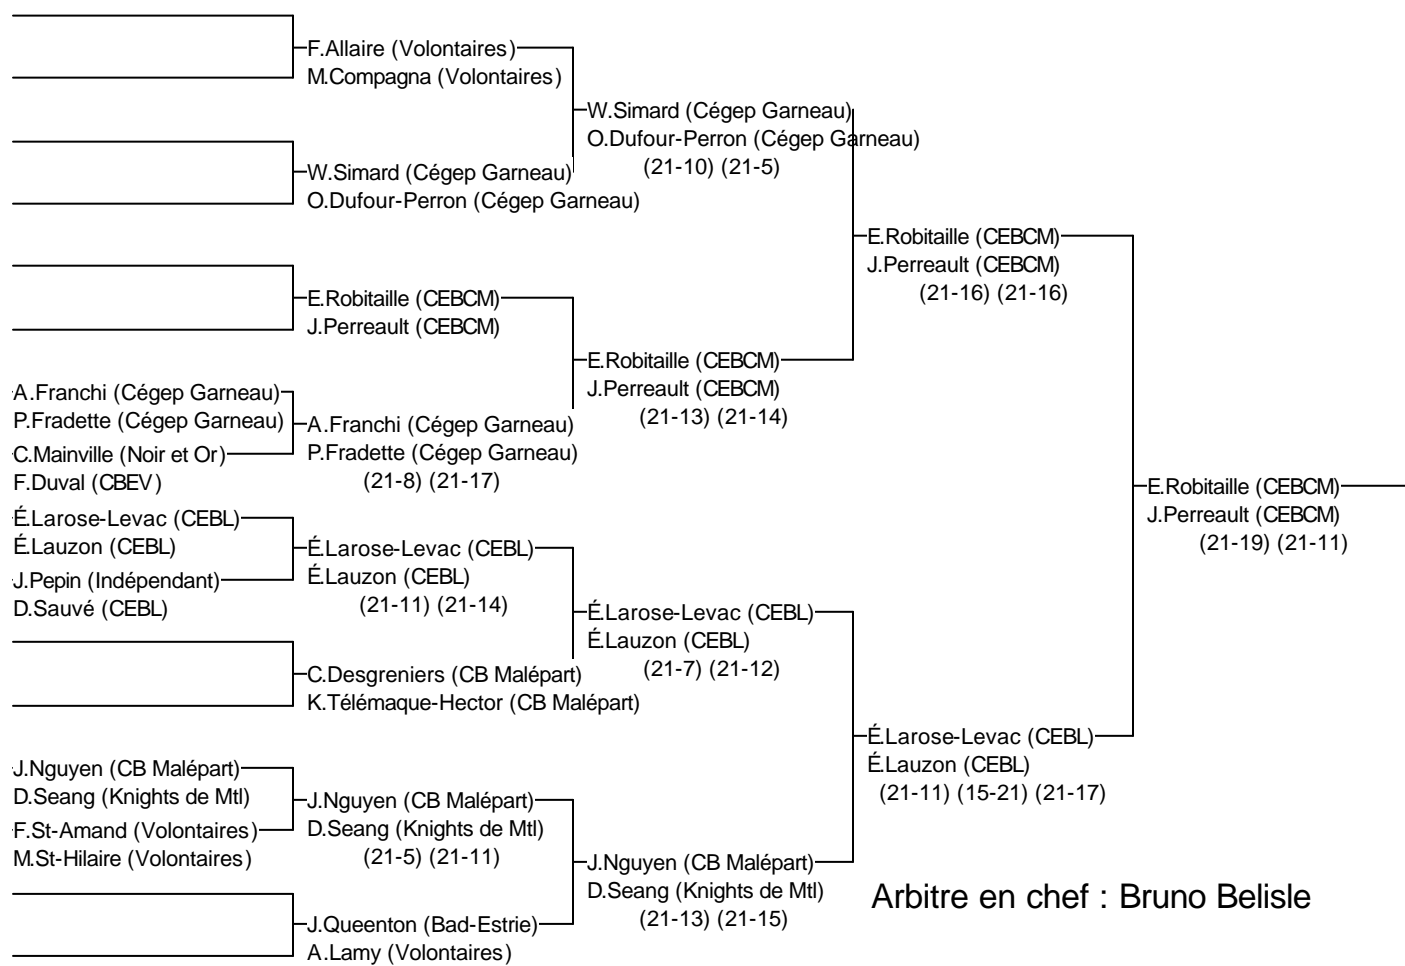 F.Allaire (Volontaires)
M.Compagna (Volontaires)
W.Simard (Cégep Garneau)
O.Dufour-Perron (Cégep Garneau)
(21-10) (21-5)
W.Simard (Cégep Garneau)
O.Dufour-Perron (Cégep Garneau)
E.Robitaille (CEBCM)
J.Perreault (CEBCM)
(21-16) (21-16)
E.Robitaille (CEBCM)
J.Perreault (CEBCM)
E.Robitaille (CEBCM)
J.Perreault (CEBCM)
(21-13) (21-14)
A.Franchi (Cégep Garneau)
P.Fradette (Cégep Garneau)
A.Franchi (Cégep Garneau)
P.Fradette (Cégep Garneau)
(21-8) (21-17)
C.Mainville (Noir et Or)
F.Duval (CBEV)
E.Robitaille (CEBCM)
J.Perreault (CEBCM)
(21-19) (21-11)
É.Larose-Levac (CEBL)
É.Lauzon (CEBL)
É.Larose-Levac (CEBL)
É.Lauzon (CEBL)
(21-11) (21-14)
J.Pepin (Indépendant)
D.Sauvé (CEBL)
É.Larose-Levac (CEBL)
É.Lauzon (CEBL)
(21-7) (21-12)
C.Desgreniers (CB Malépart)
K.Télémaque-Hector (CB Malépart)
É.Larose-Levac (CEBL)
É.Lauzon (CEBL)
(21-11) (15-21) (21-17)
J.Nguyen (CB Malépart)
D.Seang (Knights de Mtl)
J.Nguyen (CB Malépart)
D.Seang (Knights de Mtl)
(21-5) (21-11)
F.St-Amand (Volontaires)
M.St-Hilaire (Volontaires)
J.Nguyen (CB Malépart)
D.Seang (Knights de Mtl)
(21-13) (21-15)
Arbitre en chef : Bruno Belisle
J.Queenton (Bad-Estrie)
A.Lamy (Volontaires)